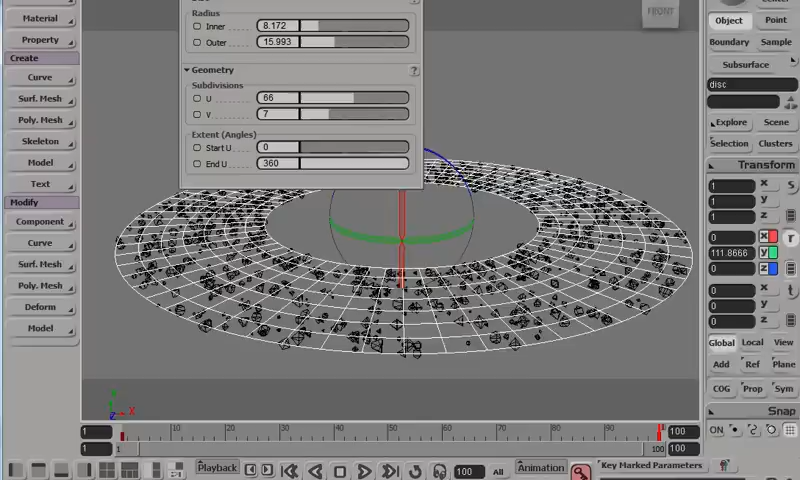 Material
Property
Create
Curve
Surf. Mesh
Poly. Mesh
Skeleton
Model
Text
Modify
Component
Curve
Surf. Mesh
Poly. Mesh
Deform
Model
Radius
Inner 8.172
Outer 15.993
Geometry ?
Subdivisions
U 66
V 7
Extent (Angles)
Start U 0
End U 360
FRONT
Y
X
Z
Center
Object Point
Boundary Sample
Subsurface
disc
Explore Scene
Selection Clusters
Transform
1 x S
1 y
1 z
0 x r
111.8666 y
0 z
0 x t
0 y
0 z
Global Local View
Add Ref Plane
COG Prop Sym
Snap
ON
1 10 20 30 40 50 60 70 80 90 100
1 1 100 100
Playback 100 All Animation Key Marked Parameters